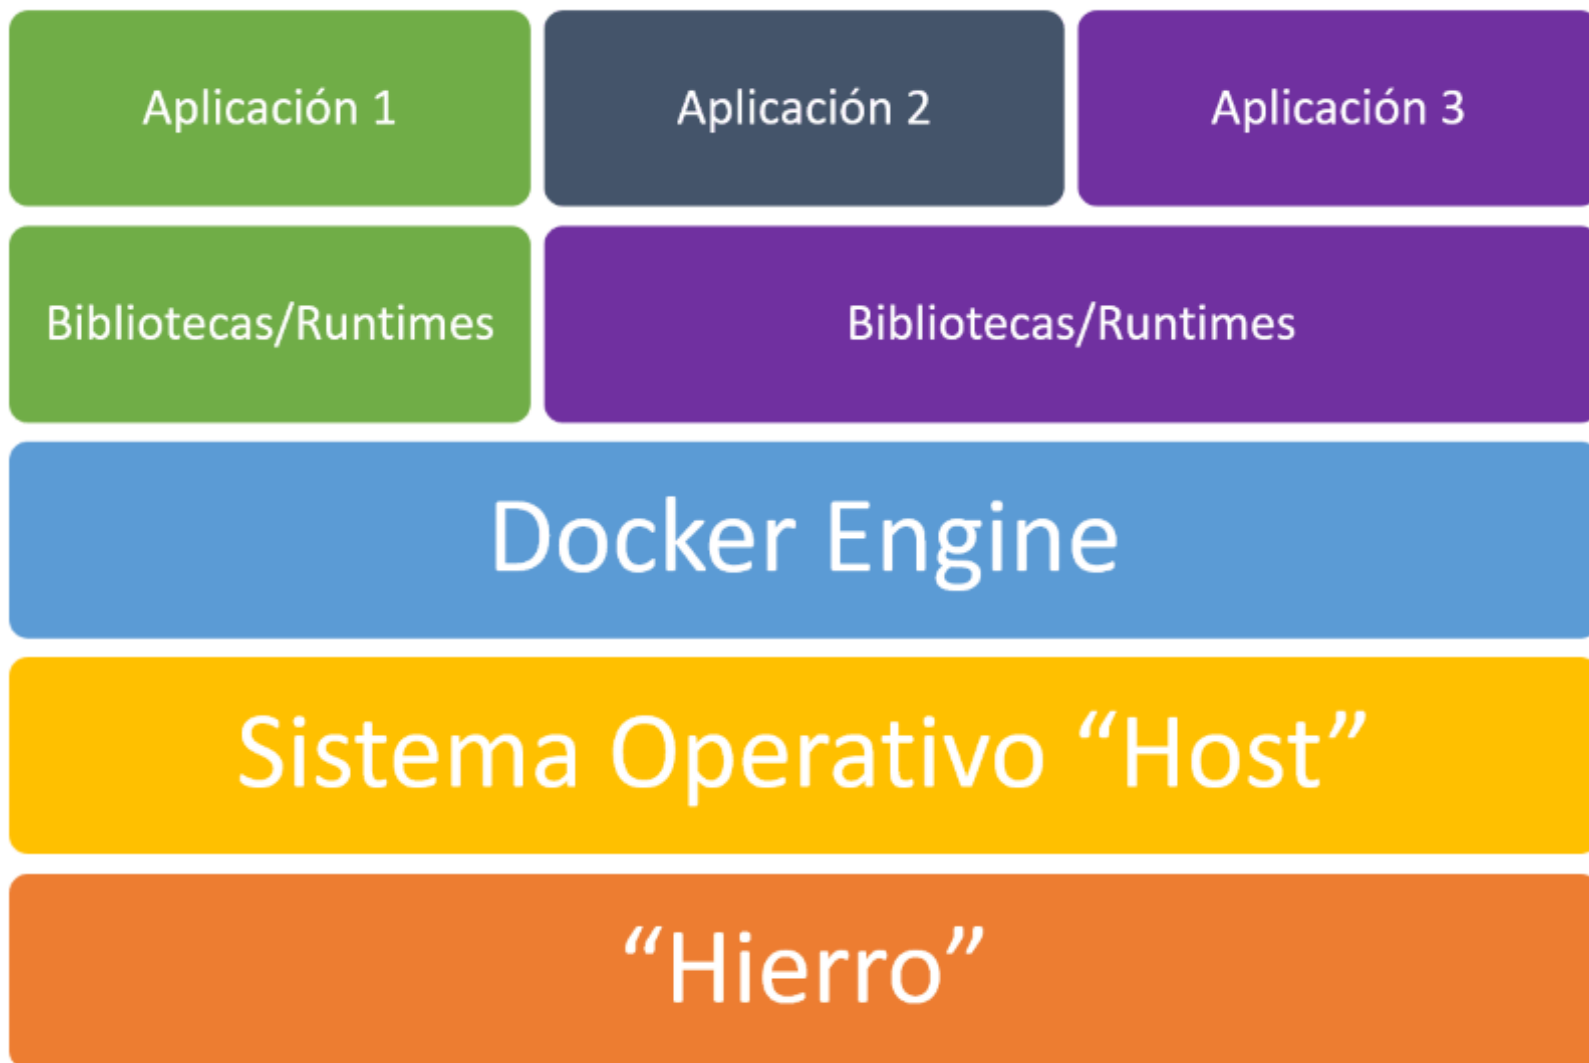 Aplicación 1
Aplicación 2
Aplicación 3
Bibliotecas/Runtimes
Bibliotecas/Runtimes
Docker Engine
Sistema Operativo “Host”
“Hierro”